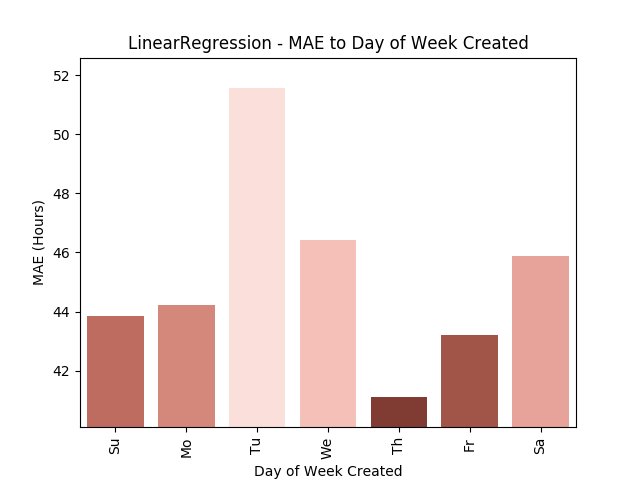 LinearRegression - MAE to Day of Week Created
MAE (Hours)
52
50
48
46
44
42
Su
Mo
Tu
We
Th
Fr
Sa
Day of Week Created